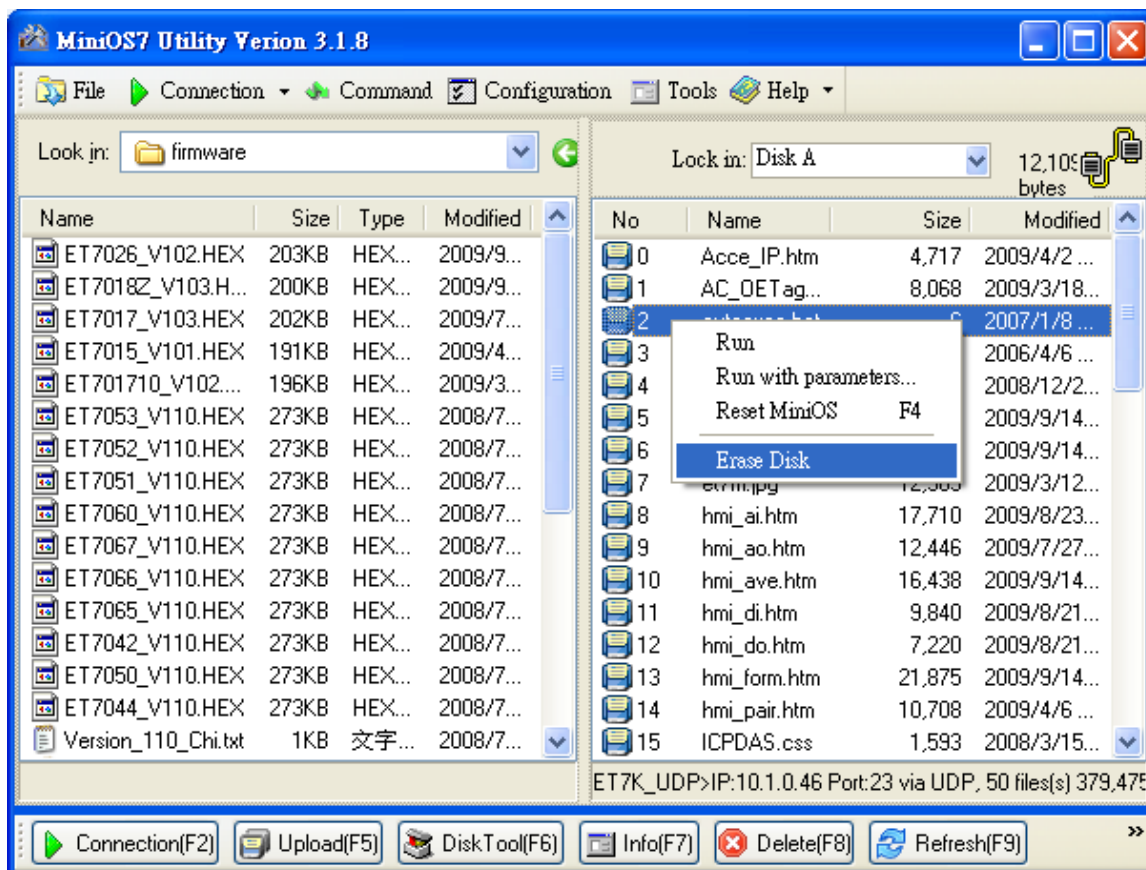 MiniOS7 Utility Verion 3.1.8
File Connection Command Configuration Tools Help
Look in: firmware
Lock in: Disk A
12,109
bytes
Name Size Type Modified
ET7026_V102.HEX 203KB HEX... 2009/9...
ET7018Z_V103.H... 200KB HEX... 2009/9...
ET7017_V103.HEX 202KB HEX... 2009/7...
ET7015_V101.HEX 191KB HEX... 2009/4...
ET701710_V102.... 196KB HEX... 2009/3...
ET7053_V110.HEX 273KB HEX... 2008/7...
ET7052_V110.HEX 273KB HEX... 2008/7...
ET7051_V110.HEX 273KB HEX... 2008/7...
ET7060_V110.HEX 273KB HEX... 2008/7...
ET7067_V110.HEX 273KB HEX... 2008/7...
ET7066_V110.HEX 273KB HEX... 2008/7...
ET7065_V110.HEX 273KB HEX... 2008/7...
ET7042_V110.HEX 273KB HEX... 2008/7...
ET7050_V110.HEX 273KB HEX... 2008/7...
ET7044_V110.HEX 273KB HEX... 2008/7...
Version_110_Chi.txt 1KB 文字... 2008/7...
No Name Size Modified
0 Acce_IP.htm 4,717 2009/4/2 ...
1 AC_OETag... 8,068 2009/3/18...
2 2007/1/8 ...
3 2006/4/6 ...
4 2008/12/2...
5 2009/9/14...
6 2009/9/14...
7 et7m.jpg 2009/3/12...
8 hmi_ai.htm 17,710 2009/8/23...
9 hmi_ao.htm 12,446 2009/7/27...
10 hmi_ave.htm 16,438 2009/9/14...
11 hmi_di.htm 9,840 2009/8/21...
12 hmi_do.htm 7,220 2009/8/21...
13 hmi_form.htm 21,875 2009/9/14...
14 hmi_pair.htm 10,708 2009/4/6 ...
15 ICPDAS.css 1,593 2008/3/15...
Run
Run with parameters...
Reset MiniOS F4
Erase Disk
ET7K_UDP>IP:10.1.0.46 Port:23 via UDP, 50 files(s) 379,475
Connection(F2) Upload(F5) DiskTool(F6) Info(F7) Delete(F8) Refresh(F9) »